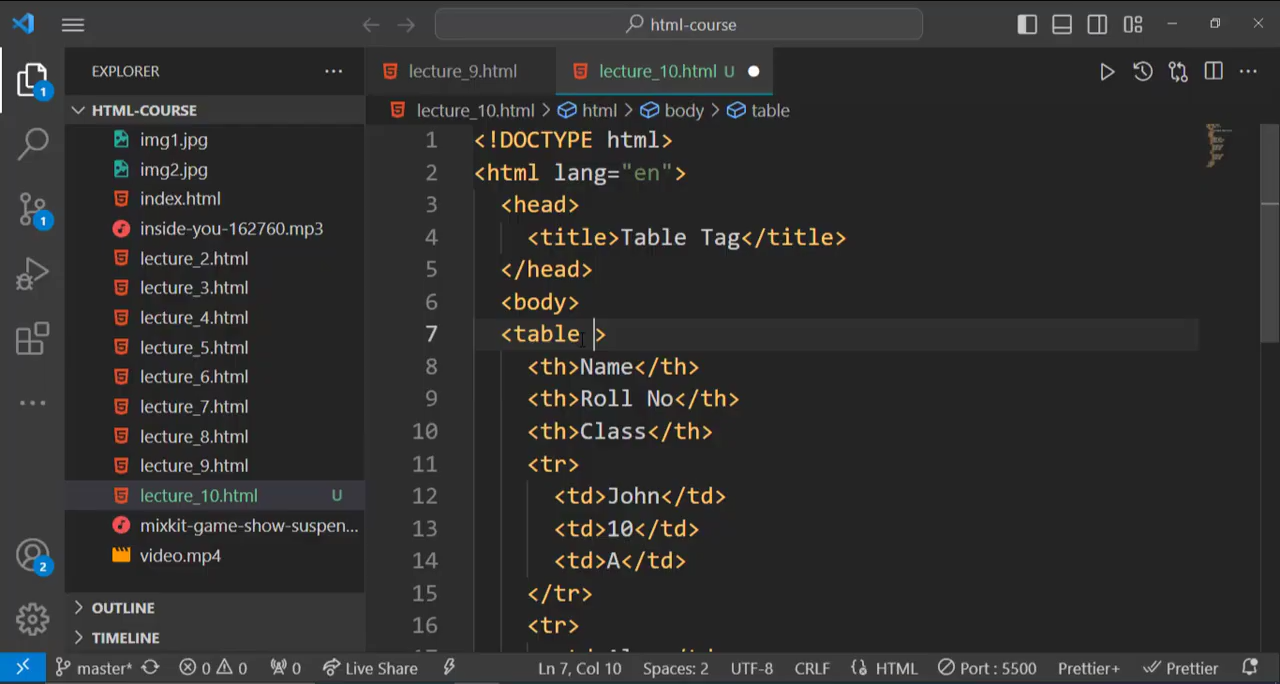 html-course
EXPLORER
HTML-COURSE
img1.jpg
img2.jpg
index.html
inside-you-162760.mp3
lecture_2.html
lecture_3.html
lecture_4.html
lecture_5.html
lecture_6.html
lecture_7.html
lecture_8.html
lecture_9.html
lecture_10.html U
mixkit-game-show-suspen...
video.mp4
OUTLINE
TIMELINE
1
1
2
lecture_9.html
lecture_10.html U
lecture_10.html > html > body > table
1 <!DOCTYPE html>
2 <html lang="en">
3 <head>
4 <title>Table Tag</title>
5 </head>
6 <body>
7 <table >
8 <th>Name</th>
9 <th>Roll No</th>
10 <th>Class</th>
11 <tr>
12 <td>John</td>
13 <td>10</td>
14 <td>A</td>
15 </tr>
16 <tr>
master* 0 0 0 Live Share Ln 7, Col 10 Spaces: 2 UTF-8 CRLF HTML Port : 5500 Prettier+ Prettier